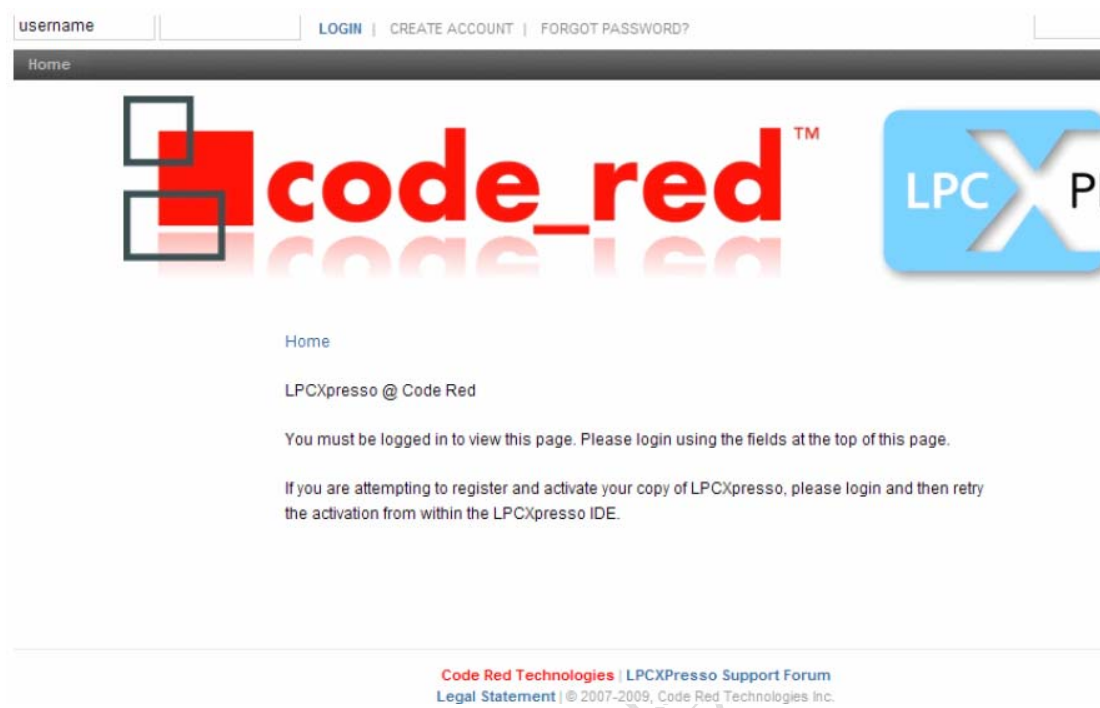 username
LOGIN | CREATE ACCOUNT | FORGOT PASSWORD?
Home
code_red™
LPC X
Home
LPCXpresso @ Code Red
You must be logged in to view this page. Please login using the fields at the top of this page.
If you are attempting to register and activate your copy of LPCXpresso, please login and then retry
the activation from within the LPCXpresso IDE.
Code Red Technologies | LPCXPresso Support Forum
Legal Statement | © 2007-2009, Code Red Technologies Inc.